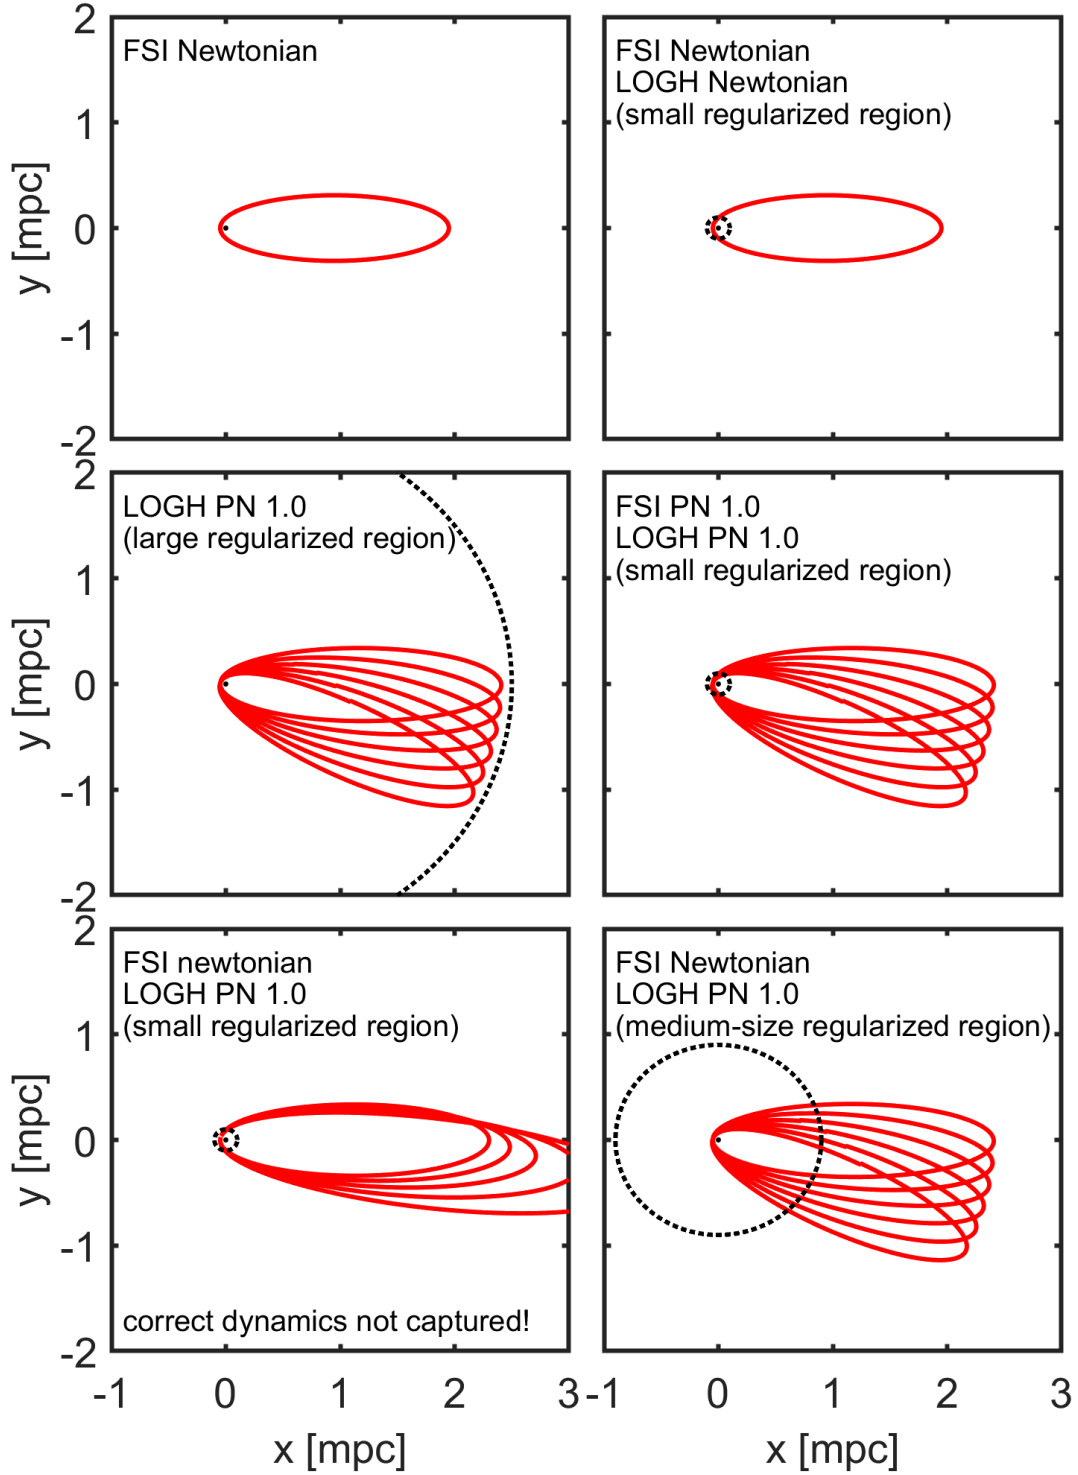 2
FSI Newtonian
1
0
-1
-2
y [mpc]
FSI Newtonian
LOGH Newtonian
(small regularized region)
2
LOGH PN 1.0
(large regularized region)
1
0
-1
-2
y [mpc]
FSI PN 1.0
LOGH PN 1.0
(small regularized region)
2
FSI newtonian
LOGH PN 1.0
(small regularized region)
1
0
-1
correct dynamics not captured!
-2
y [mpc]
-1 0 1 2 3
x [mpc]
FSI Newtonian
LOGH PN 1.0
(medium-size regularized region)
-1 0 1 2 3
x [mpc]